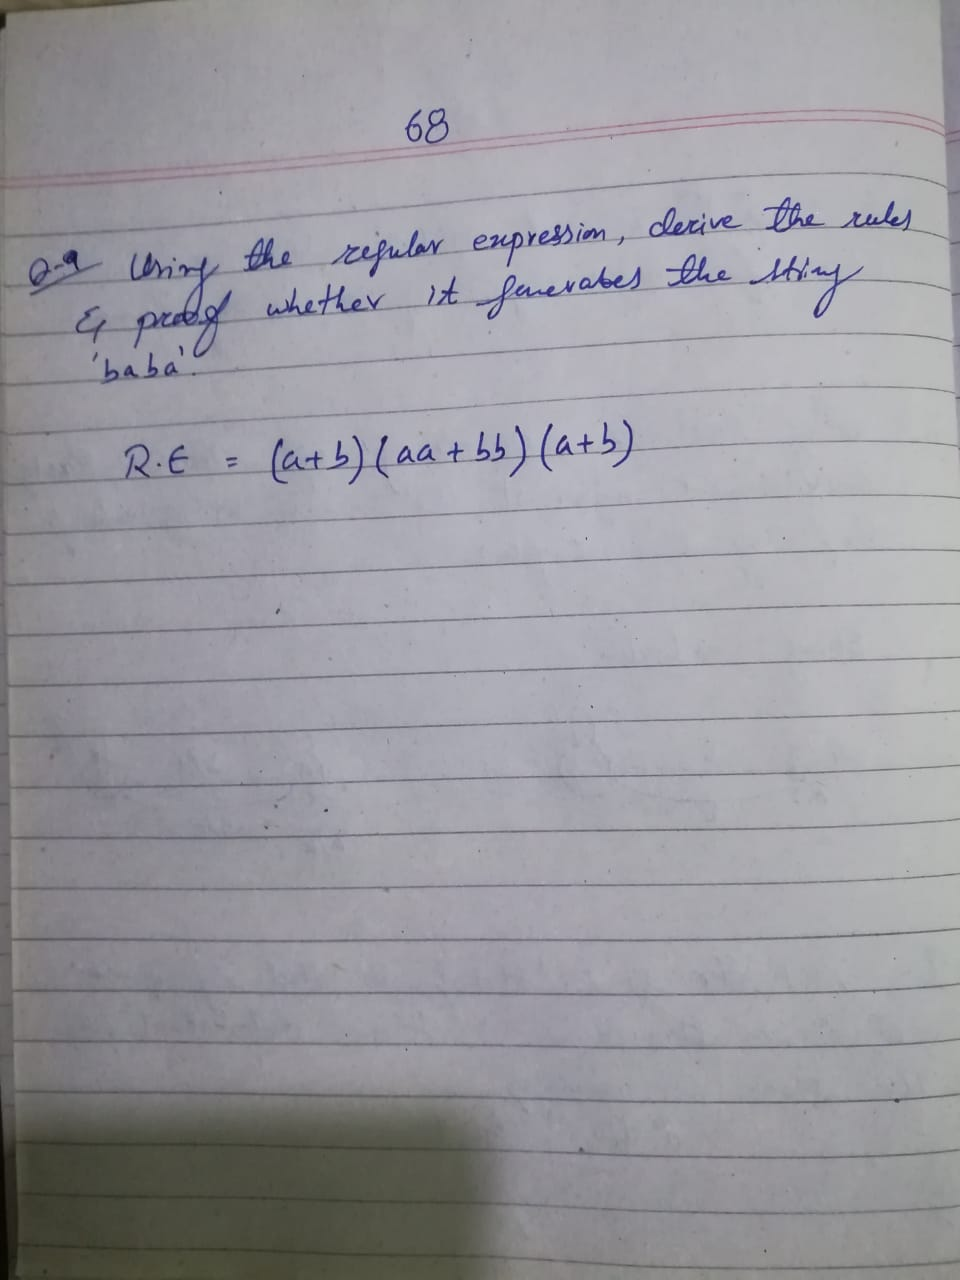 68
Q-9 Using the regular expression, derive the rules
& proof whether it generates the string
'baba'.
R.E = (a+b)(aa+bb)(a+b)